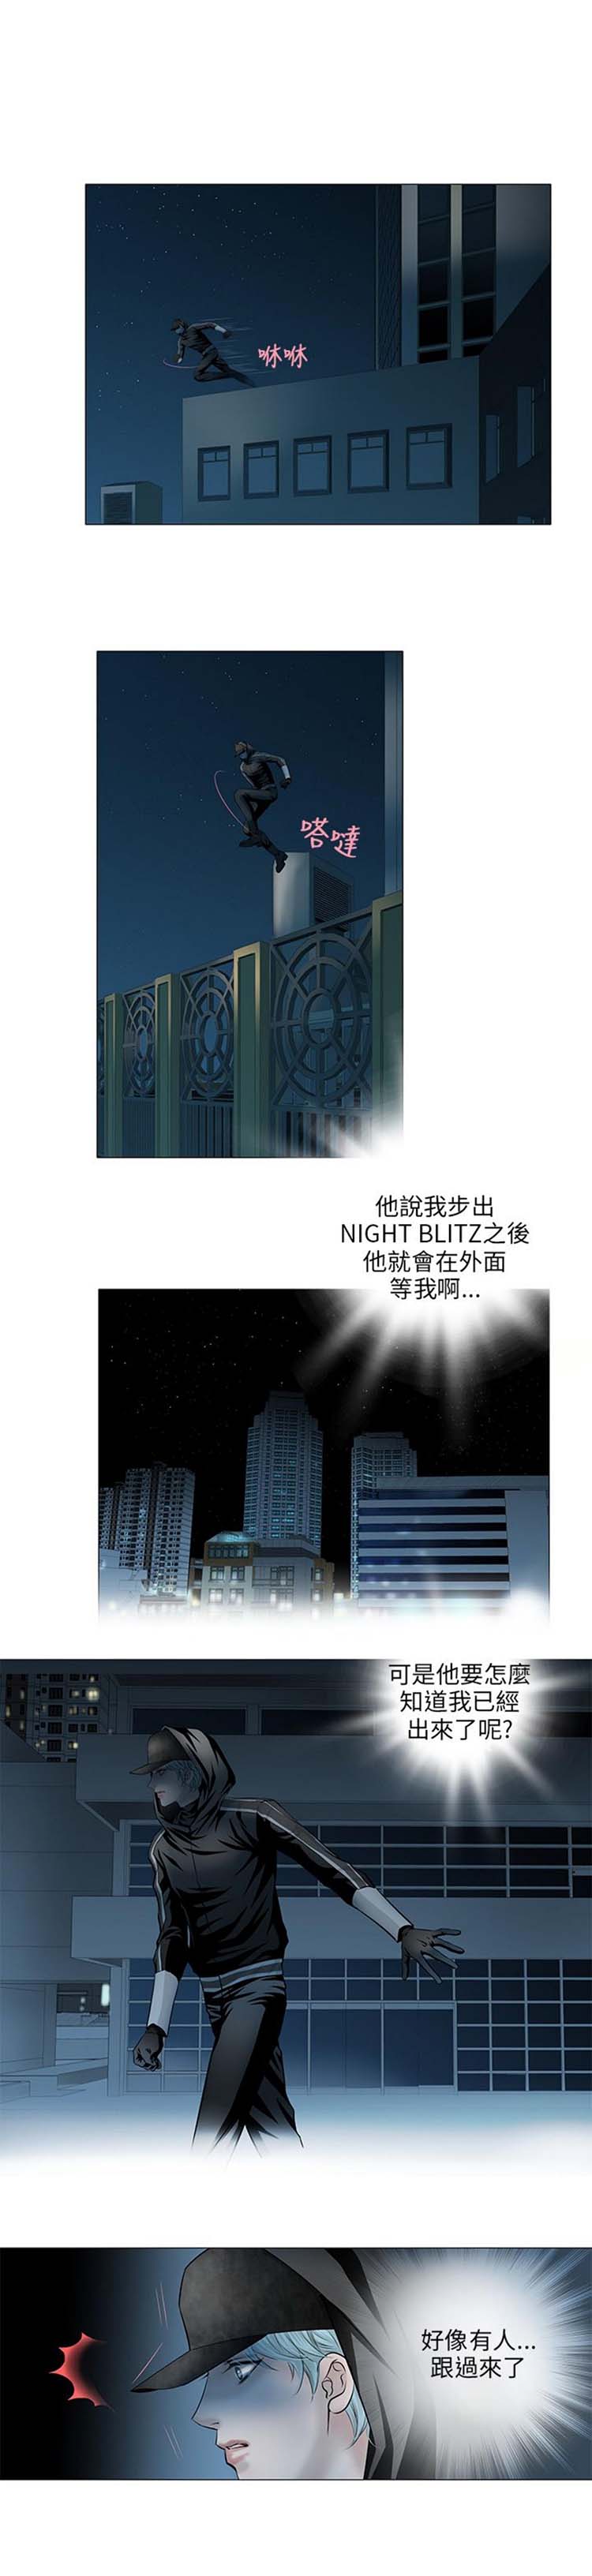 咻咻
嗒噠
他說我步出
NIGHT BLITZ之後
他就會在外面
等我啊...
可是他要怎麼
知道我已經
出來了呢?
好像有人...
跟過來了